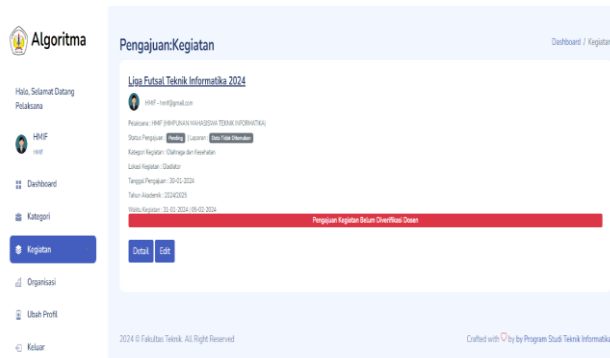 Algoritma
Halo, Selamat Datang
Pelaksana
HMIF
HMIF
Dashboard
Kategori
Kegiatan
Organisasi
Ubah Profil
Keluar
Pengajuan:Kegiatan
Dashboard / Kegiatan
Liga Futsal Teknik Informatika 2024
HMIF - hmif@gmail.com
Pelaksana : HMIF (HIMPUNAN MAHASISWA TEKNIK INFORMATIKA)
Status Pengajuan : Pending | Laporan : Data Tidak Ditemukan
Kategori Kegiatan : Olahraga dan Kesehatan
Lokasi Kegiatan : Gladiator
Tanggal Pengajuan : 30-01-2024
Tahun Akademik : 2024/2025
Waktu Kegiatan : 31-01-2024 | 05-02-2024
Pengajuan Kegiatan Belum Diverifikasi Dosen
Detail Edit
2024 © Fakultas Teknik. All Right Reserved
Crafted with by by Program Studi Teknik Informatika